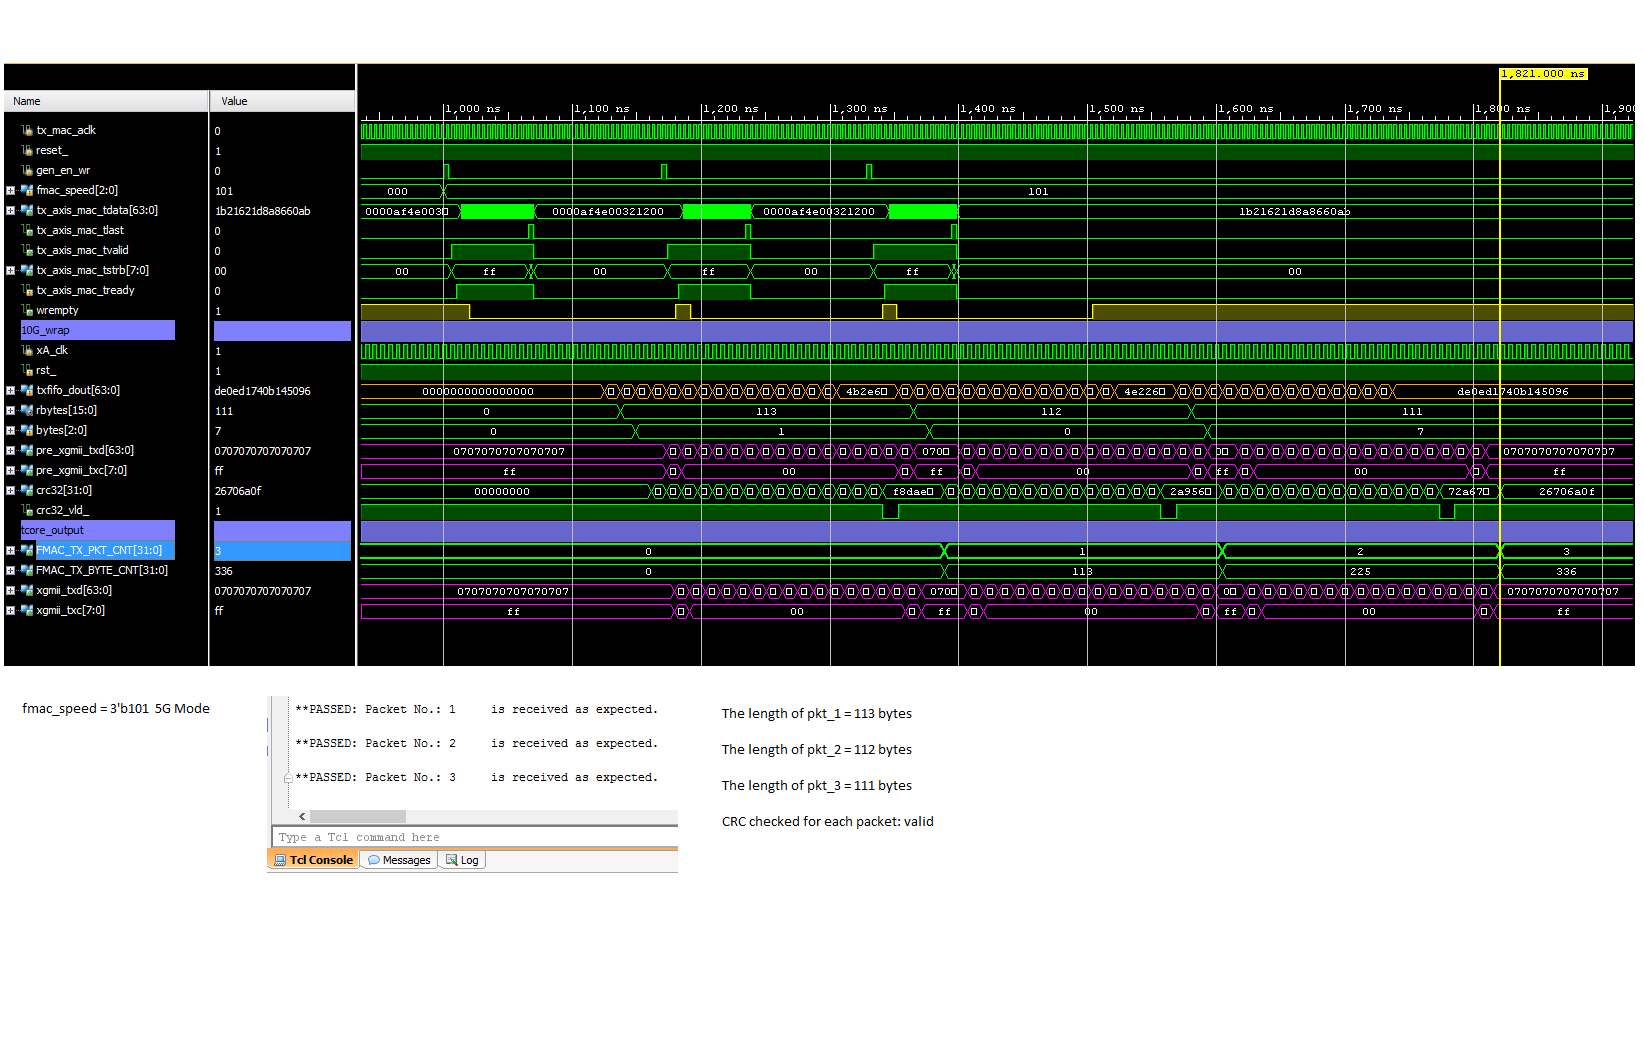 1,821.000 ns
Name Value
1,000 ns 1,100 ns 1,200 ns 1,300 ns 1,400 ns 1,500 ns 1,600 ns 1,700 ns 1,800 ns 1,900
tx_mac_aclk 0
reset_ 1
gen_en_wr 0
fmac_speed[2:0] 101 000 101
tx_axis_mac_tdata[63:0] 1b21621d8a8660ab 0000af4e003 0000af4e00321200 0000af4e00321200 1b21621d8a8660ab
tx_axis_mac_tlast 0
tx_axis_mac_tvalid 0
tx_axis_mac_tstrb[7:0] 00 00 ff 00 ff 00 ff 00
tx_axis_mac_tready 0
wrempty 1
10G_wrap
xA_clk 1
rst_ 1
txfifo_dout[63:0] de0ed1740b145096 0000000000000000 4b2e6 4e226 de0ed1740b145096
rbytes[15:0] 111 0 113 112 111
bytes[2:0] 7 0 1 0 7
pre_xgmii_txd[63:0] 0707070707070707 0707070707070707 070 00 0707070707070707
pre_xgmii_txc[7:0] ff ff 00 ff 00 ff 00 ff
crc32[31:0] 26706a0f 00000000 f8dae 2a956 72a67 26706a0f
crc32_vld_ 1
tcore_output
FMAC_TX_PKT_CNT[31:0] 3 0 1 2 3
FMAC_TX_BYTE_CNT[31:0] 336 0 113 225 336
xgmii_txd[63:0] 0707070707070707 0707070707070707 070 0 0707070707070707
xgmii_txc[7:0] ff ff 00 ff 00 ff 00 ff
fmac_speed = 3'b101 5G Mode
**PASSED: Packet No.: 1 is received as expected.
**PASSED: Packet No.: 2 is received as expected.
**PASSED: Packet No.: 3 is received as expected.
Type a Tcl command here
Tcl Console Messages Log
The length of pkt_1 = 113 bytes
The length of pkt_2 = 112 bytes
The length of pkt_3 = 111 bytes
CRC checked for each packet: valid